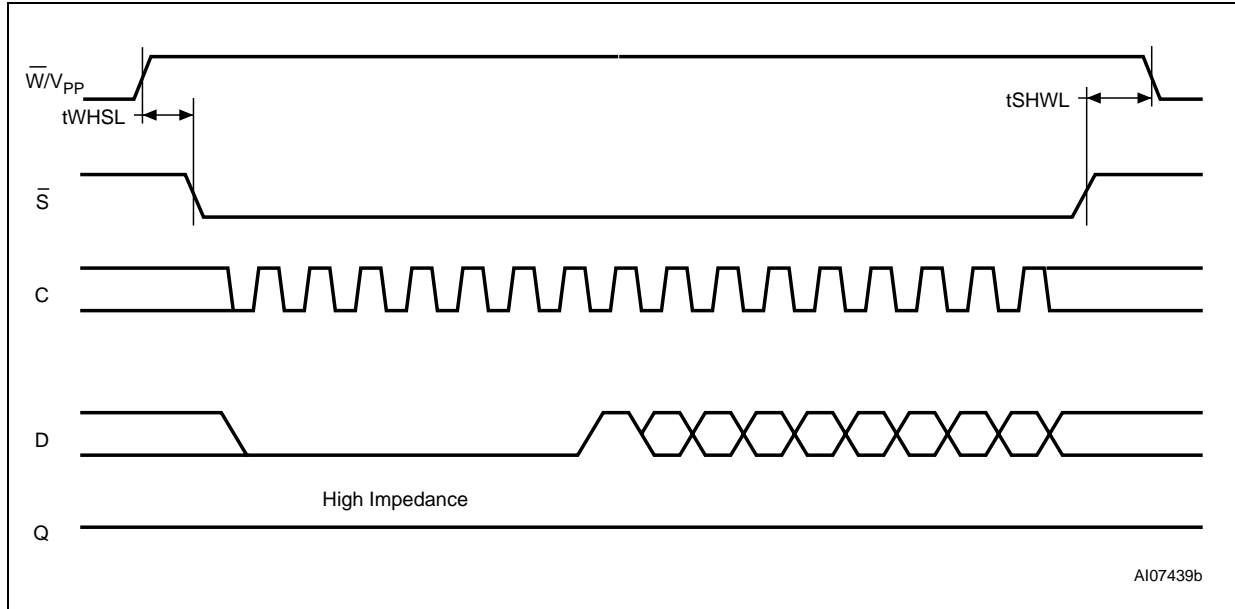 W̅/VPP
tWHSL
tSHWL
S̅
C
D
High Impedance
Q
AI07439b